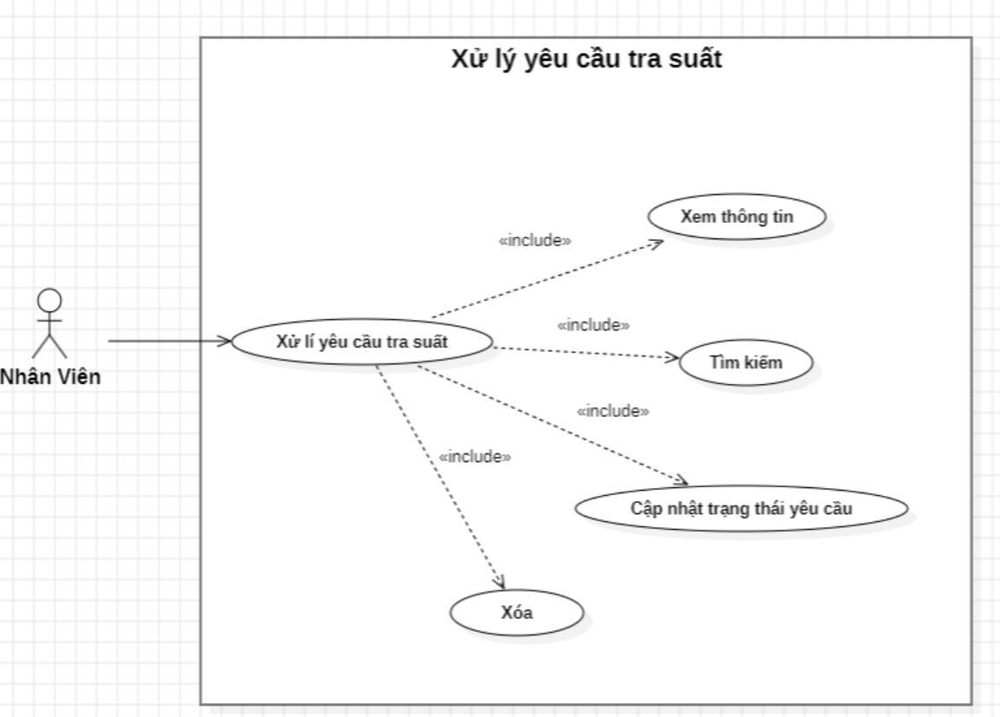 Xử lý yêu cầu tra suất
Xem thông tin
«include»
«include»
Xử lí yêu cầu tra suất
Tìm kiếm
Nhân Viên
«include»
«include»
Cập nhật trạng thái yêu cầu
Xóa